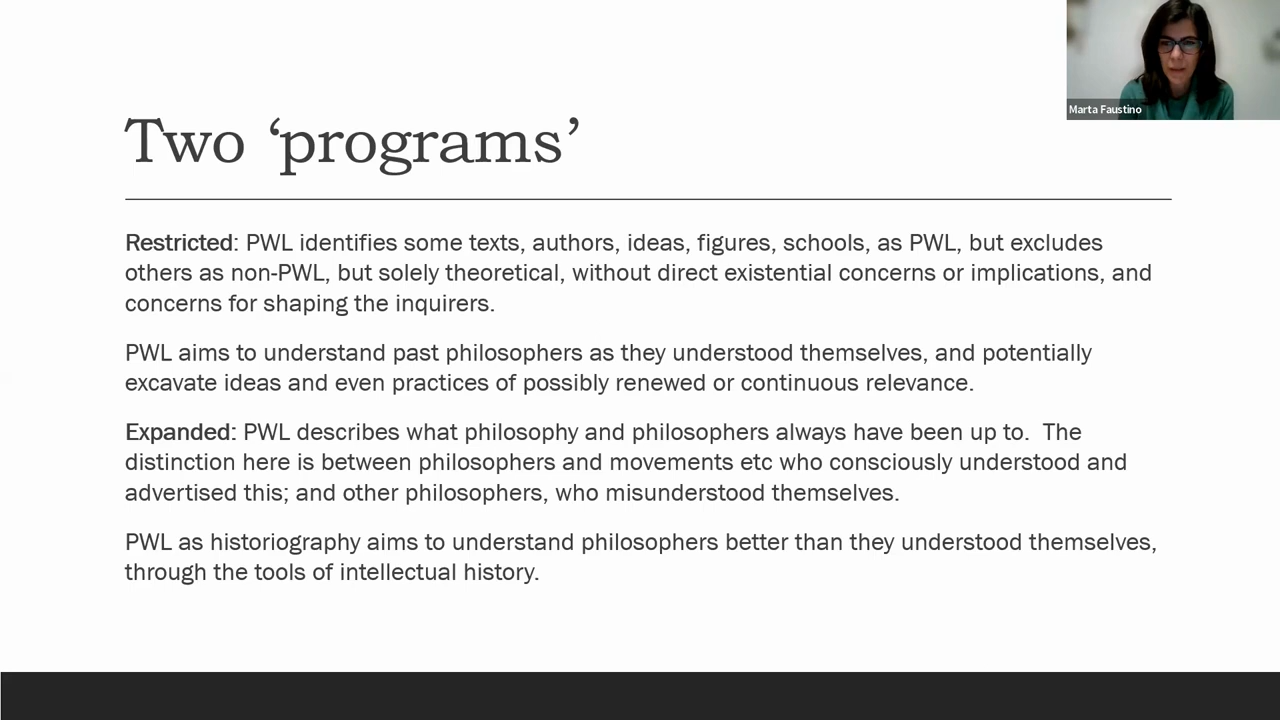 Marta Faustino
Two ‘programs’
Restricted: PWL identifies some texts, authors, ideas, figures, schools, as PWL, but excludes
others as non-PWL, but solely theoretical, without direct existential concerns or implications, and
concerns for shaping the inquirers.
PWL aims to understand past philosophers as they understood themselves, and potentially
excavate ideas and even practices of possibly renewed or continuous relevance.
Expanded: PWL describes what philosophy and philosophers always have been up to.  The
distinction here is between philosophers and movements etc who consciously understood and
advertised this; and other philosophers, who misunderstood themselves.
PWL as historiography aims to understand philosophers better than they understood themselves,
through the tools of intellectual history.